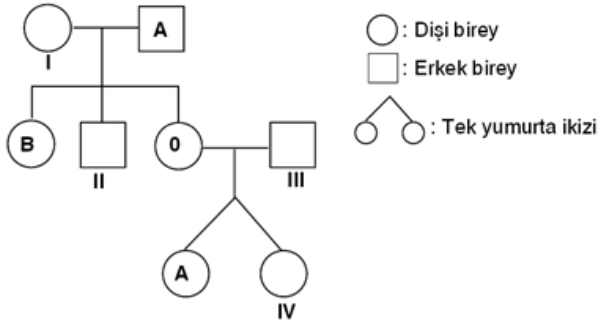 A
I
: Dişi birey
: Erkek birey
: Tek yumurta ikizi
B
0
II
III
A
IV